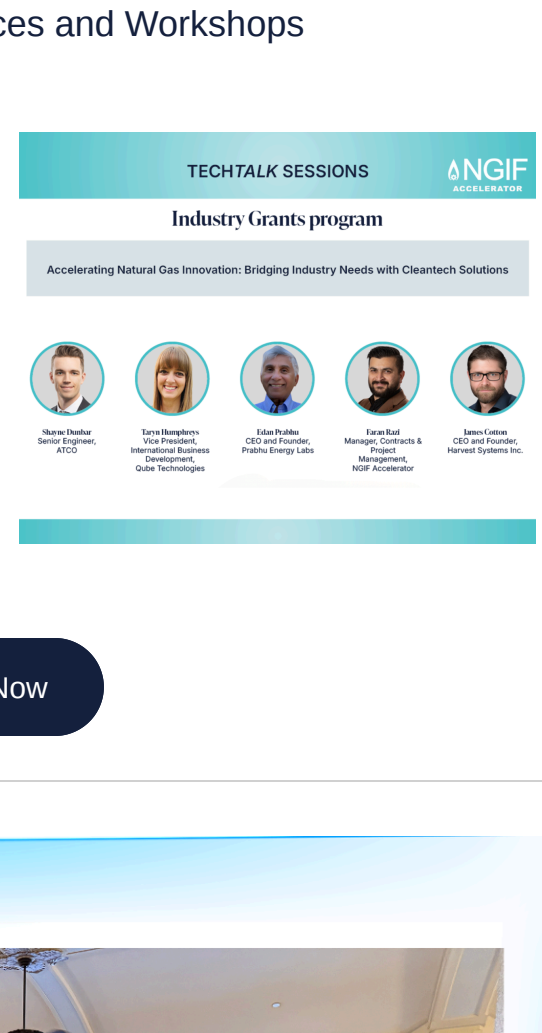 ces and Workshops
TECHTALK SESSIONS
NGIF
ACCELERATOR
Industry Grants program
Accelerating Natural Gas Innovation: Bridging Industry Needs with Cleantech Solutions
Shayne Dunbar
Senior Engineer,
ATCO
Taryn Humphreys
Vice President,
International Business
Development,
Qube Technologies
Edan Prabhu
CEO and Founder,
Prabhu Energy Labs
Faran Razi
Manager, Contracts &
Project
Management,
NGIF Accelerator
James Cotton
CEO and Founder,
Harvest Systems Inc.
Now